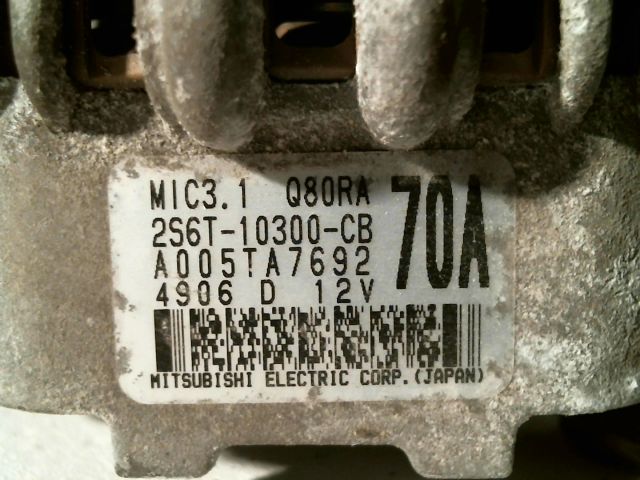 MIC3.1 Q80RA
70A
2S6T-10300-CB
A005TA7692
4906 D 12V
MITSUBISHI ELECTRIC CORP.(JAPAN)